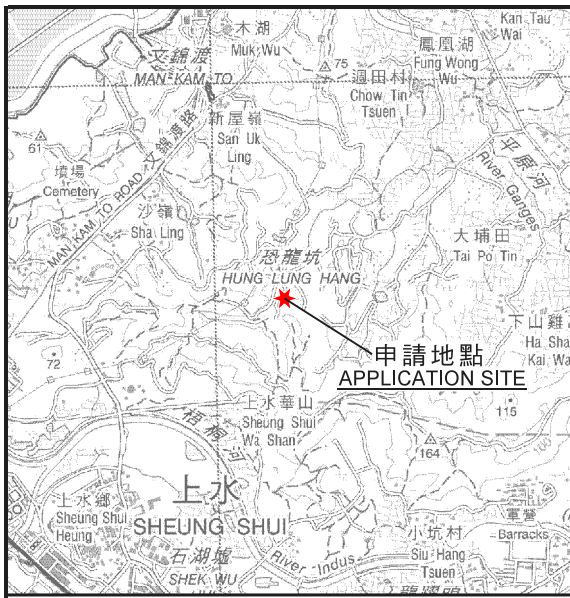 木湖
Muk Wu
文錦渡
MAN KAM TO
Kan Tau
Wai
鳳凰湖
Fung Wong
Wu
75
週田村
Chow Tin
Tsuen
新屋嶺
San Uk
Ling
文錦渡路
MAN KAM TO ROAD
61
墳場
Cemetery
平原河
River Ganges
沙嶺
Sha Ling
大埔田
Tai Po Tin
恐龍坑
HUNG LUNG HANG
下山雞
Ha Sha
Kai Wa
申請地點
APPLICATION SITE
72
上水華山
Sheung Shui
Wa Shan
115
100
梧桐河
164
上水
SHEUNG SHUI
上水鄉
Sheung Shui
Heung
石湖墟
SHEK WU
River Indus
小坑村
Siu Hang
Tsuen
軍營
Barracks
龍躍頭